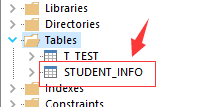 Libraries
Directories
Tables
T_TEST
STUDENT_INFO
Indexes
Constraints